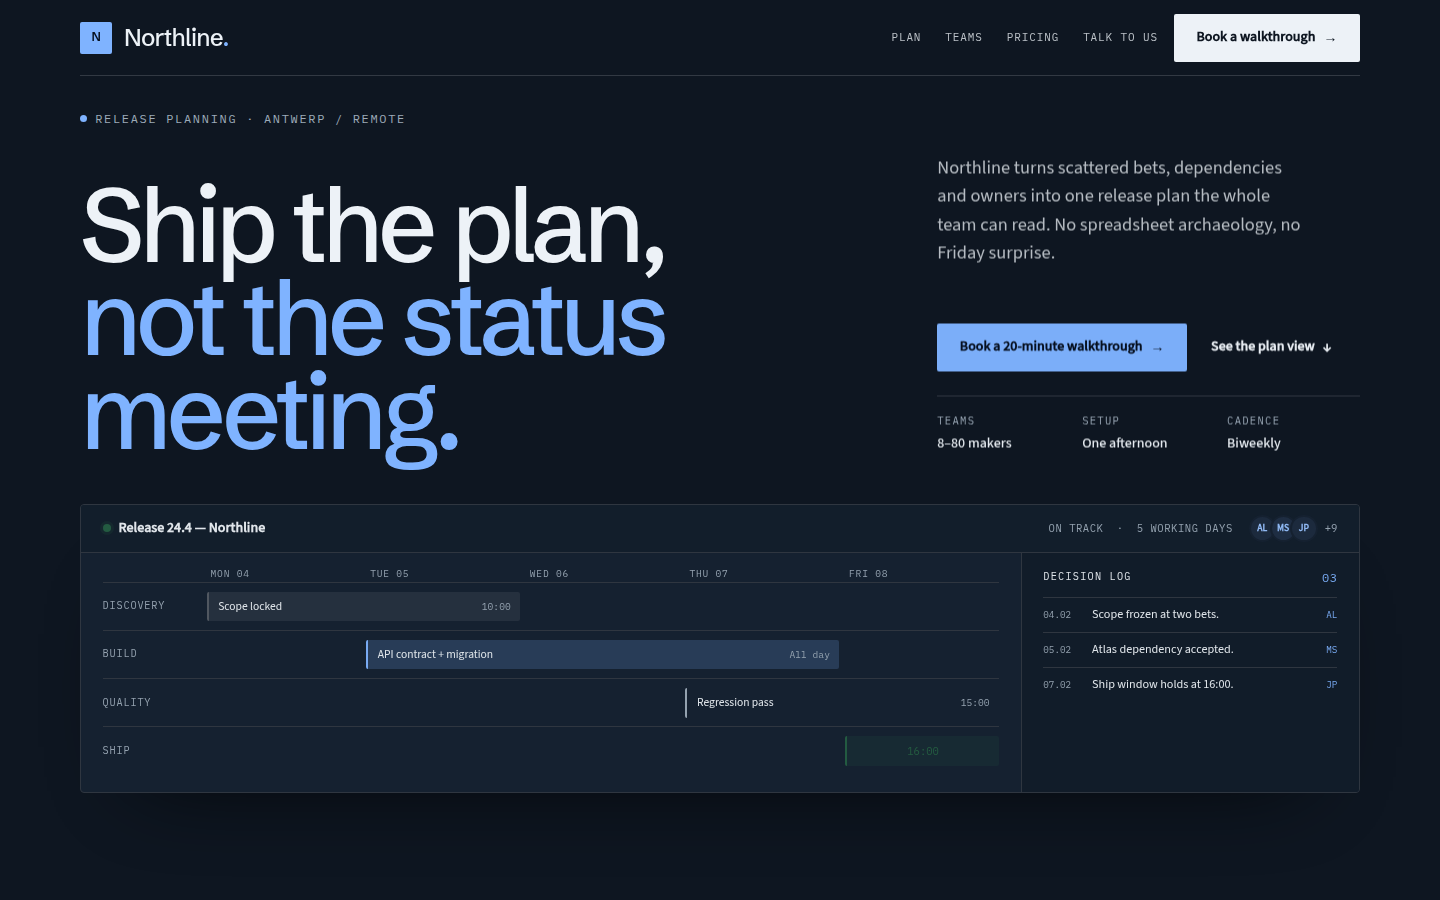 N Northline.
PLAN TEAMS PRICING TALK TO US Book a walkthrough →
RELEASE PLANNING · ANTWERP / REMOTE
Ship the plan,
not the status
meeting.
Northline turns scattered bets, dependencies
and owners into one release plan the whole
team can read. No spreadsheet archaeology, no
Friday surprise.
Book a 20-minute walkthrough → See the plan view ↓
TEAMS SETUP CADENCE
8–80 makers One afternoon Biweekly
Release 24.4 — Northline ON TRACK · 5 WORKING DAYS AL MS JP +9
MON 04 TUE 05 WED 06 THU 07 FRI 08
DISCOVERY Scope locked 10:00
BUILD API contract + migration All day
QUALITY Regression pass 15:00
SHIP 16:00
DECISION LOG 03
04.02 Scope frozen at two bets. AL
05.02 Atlas dependency accepted. MS
07.02 Ship window holds at 16:00. JP